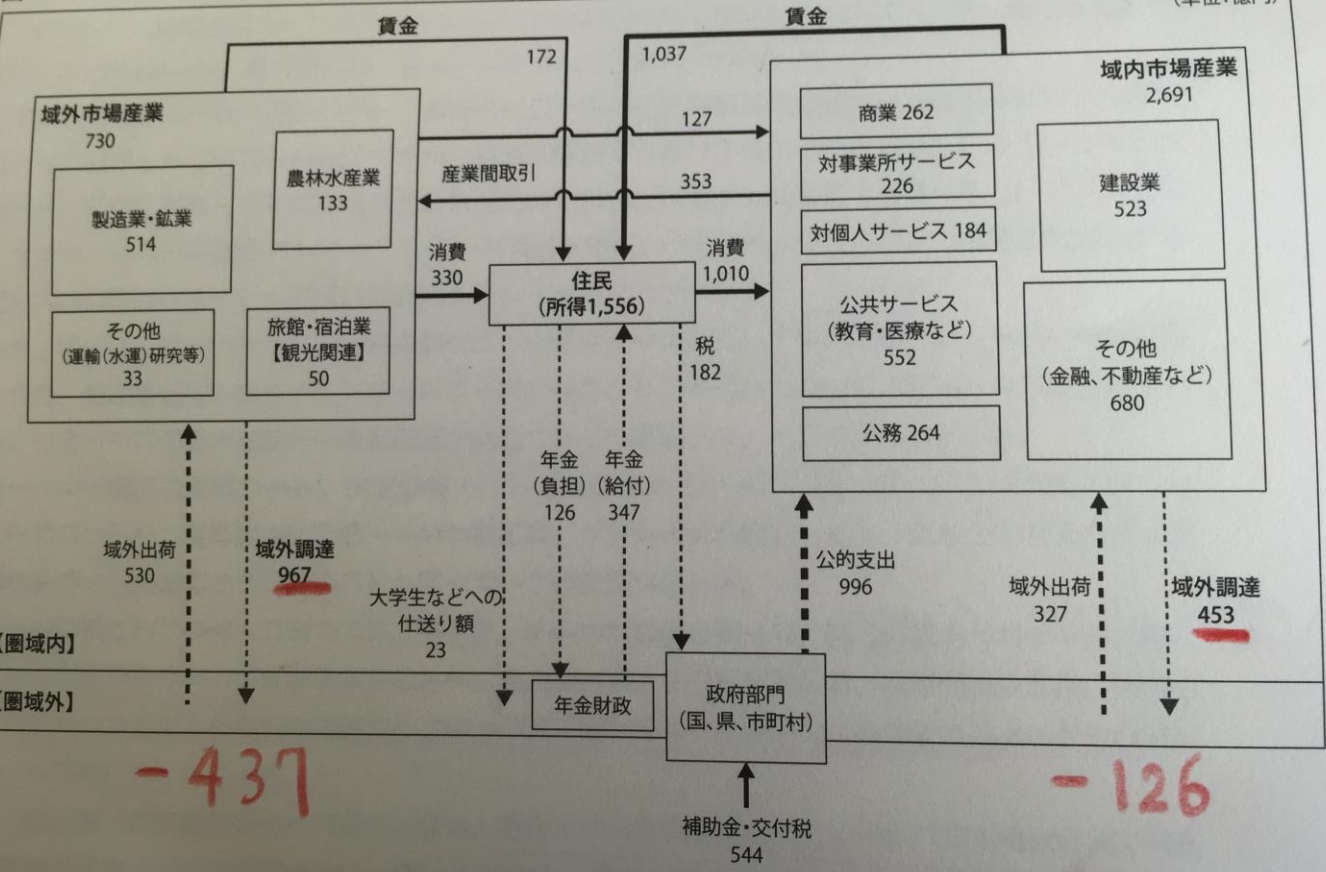 (単位:億円)
賃金
172
賃金
1,037
域外市場産業
730
農林水産業
133
製造業・鉱業
514
その他
(運輸(水運)研究等)
33
旅館・宿泊業
【観光関連】
50
127
産業間取引
353
消費
330
住民
(所得1,556)
消費
1,010
域内市場産業
2,691
商業 262
対事業所サービス
226
対個人サービス 184
公共サービス
(教育・医療など)
552
公務 264
建設業
523
その他
(金融、不動産など)
680
税
182
年金
(負担)
126
年金
(給付)
347
域外出荷
530
域外調達
967
大学生などへの
仕送り額
23
公的支出
996
域外出荷
327
域外調達
453
【圏域内】
【圏域外】
年金財政
政府部門
(国、県、市町村)
-437
-126
補助金・交付税
544